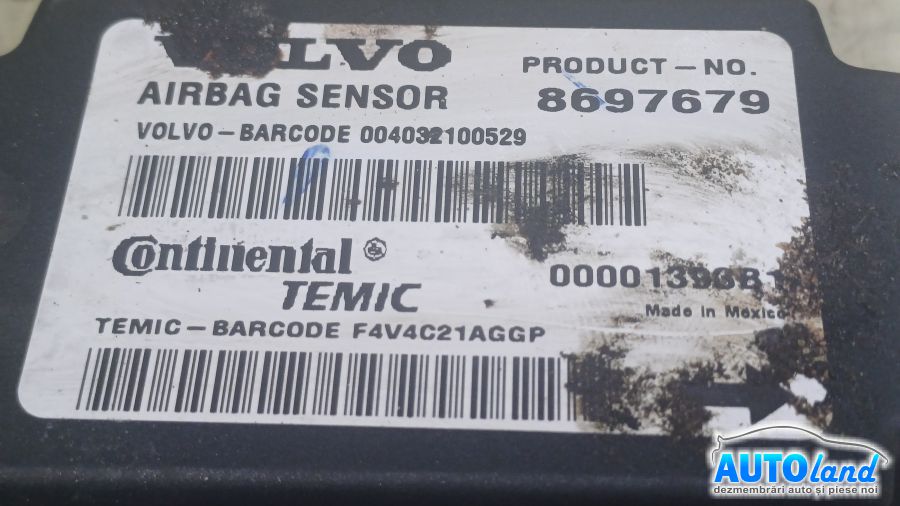 VOLVO
PRODUCT-NO.
AIRBAG SENSOR
8697679
VOLVO-BARCODE 004032100529
Continental
TEMIC
Made in Mexico
TEMIC-BARCODE F4V4C21AGGP
AUTOland
dezmembrări auto și piese noi